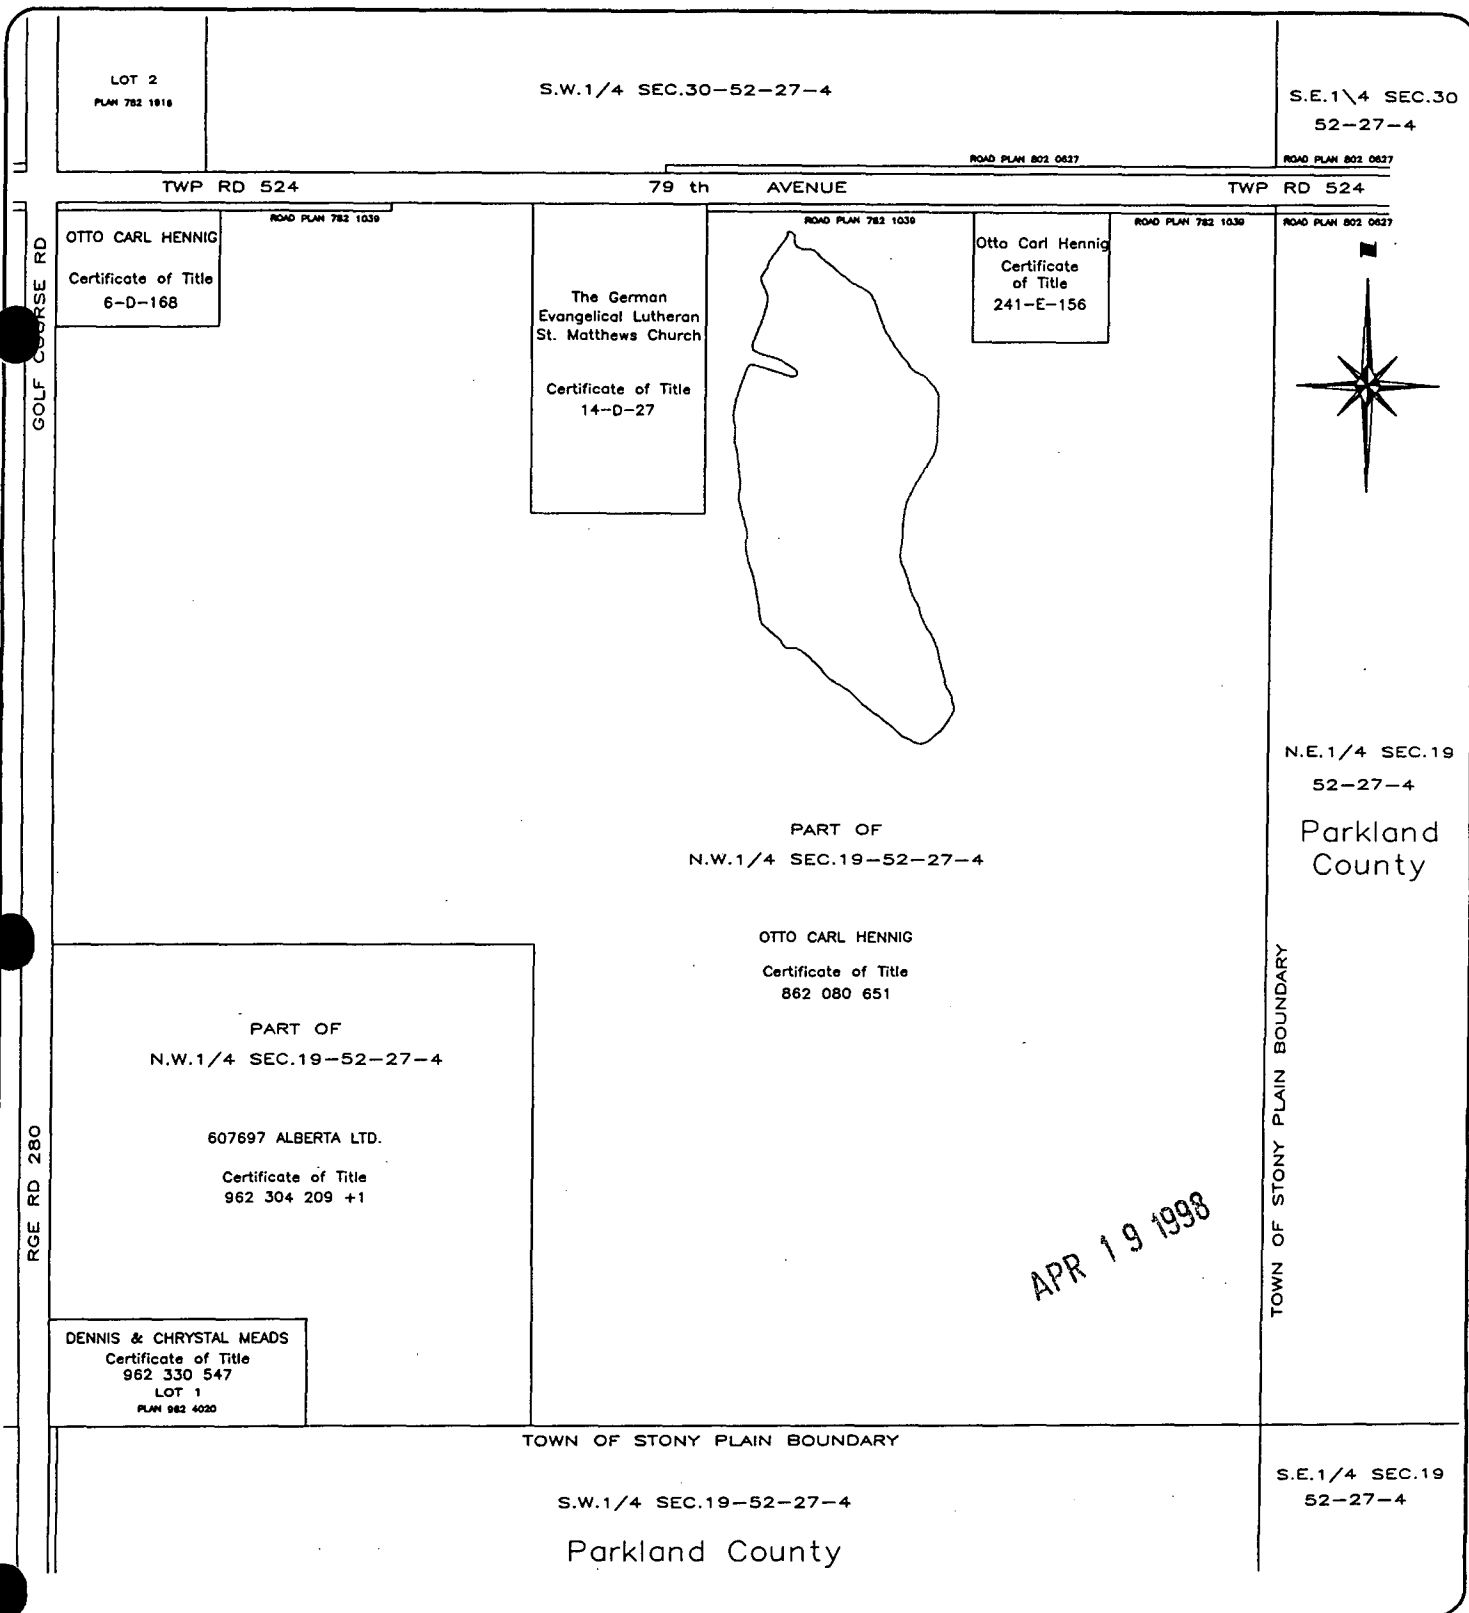 LOT 2
PLAN 782 1916
S.W.1/4 SEC.30-52-27-4
S.E.1\4 SEC.30
52-27-4
ROAD PLAN 802 0627
ROAD PLAN 802 0627
TWP RD 524
79 th AVENUE
TWP RD 524
ROAD PLAN 782 1039
ROAD PLAN 782 1039
ROAD PLAN 782 1039
ROAD PLAN 802 0627
GOLF COURSE RD
OTTO CARL HENNIG
Certificate of Title
6-D-168
The German
Evangelical Lutheran
St. Matthews Church
Certificate of Title
14-D-27
Otto Carl Hennig
Certificate
of Title
241-E-156
N
N.E.1/4 SEC.19
52-27-4
Parkland
County
PART OF
N.W.1/4 SEC.19-52-27-4
OTTO CARL HENNIG
Certificate of Title
862 080 651
PART OF
N.W.1/4 SEC.19-52-27-4
607697 ALBERTA LTD.
Certificate of Title
962 304 209 +1
RGE RD 280
TOWN OF STONY PLAIN BOUNDARY
APR 19 1998
DENNIS & CHRYSTAL MEADS
Certificate of Title
962 330 547
LOT 1
PLAN 962 4020
TOWN OF STONY PLAIN BOUNDARY
S.W.1/4 SEC.19-52-27-4
Parkland County
S.E.1/4 SEC.19
52-27-4